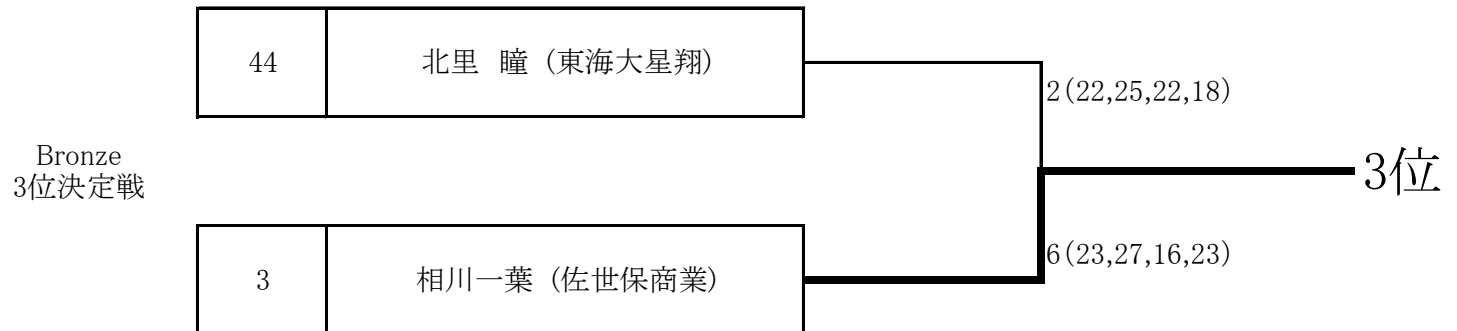 44
北里　瞳（東海大星翔）
2(22,25,22,18)
Bronze
3位決定戦
3位
6(23,27,16,23)
3
相川一葉（佐世保商業）